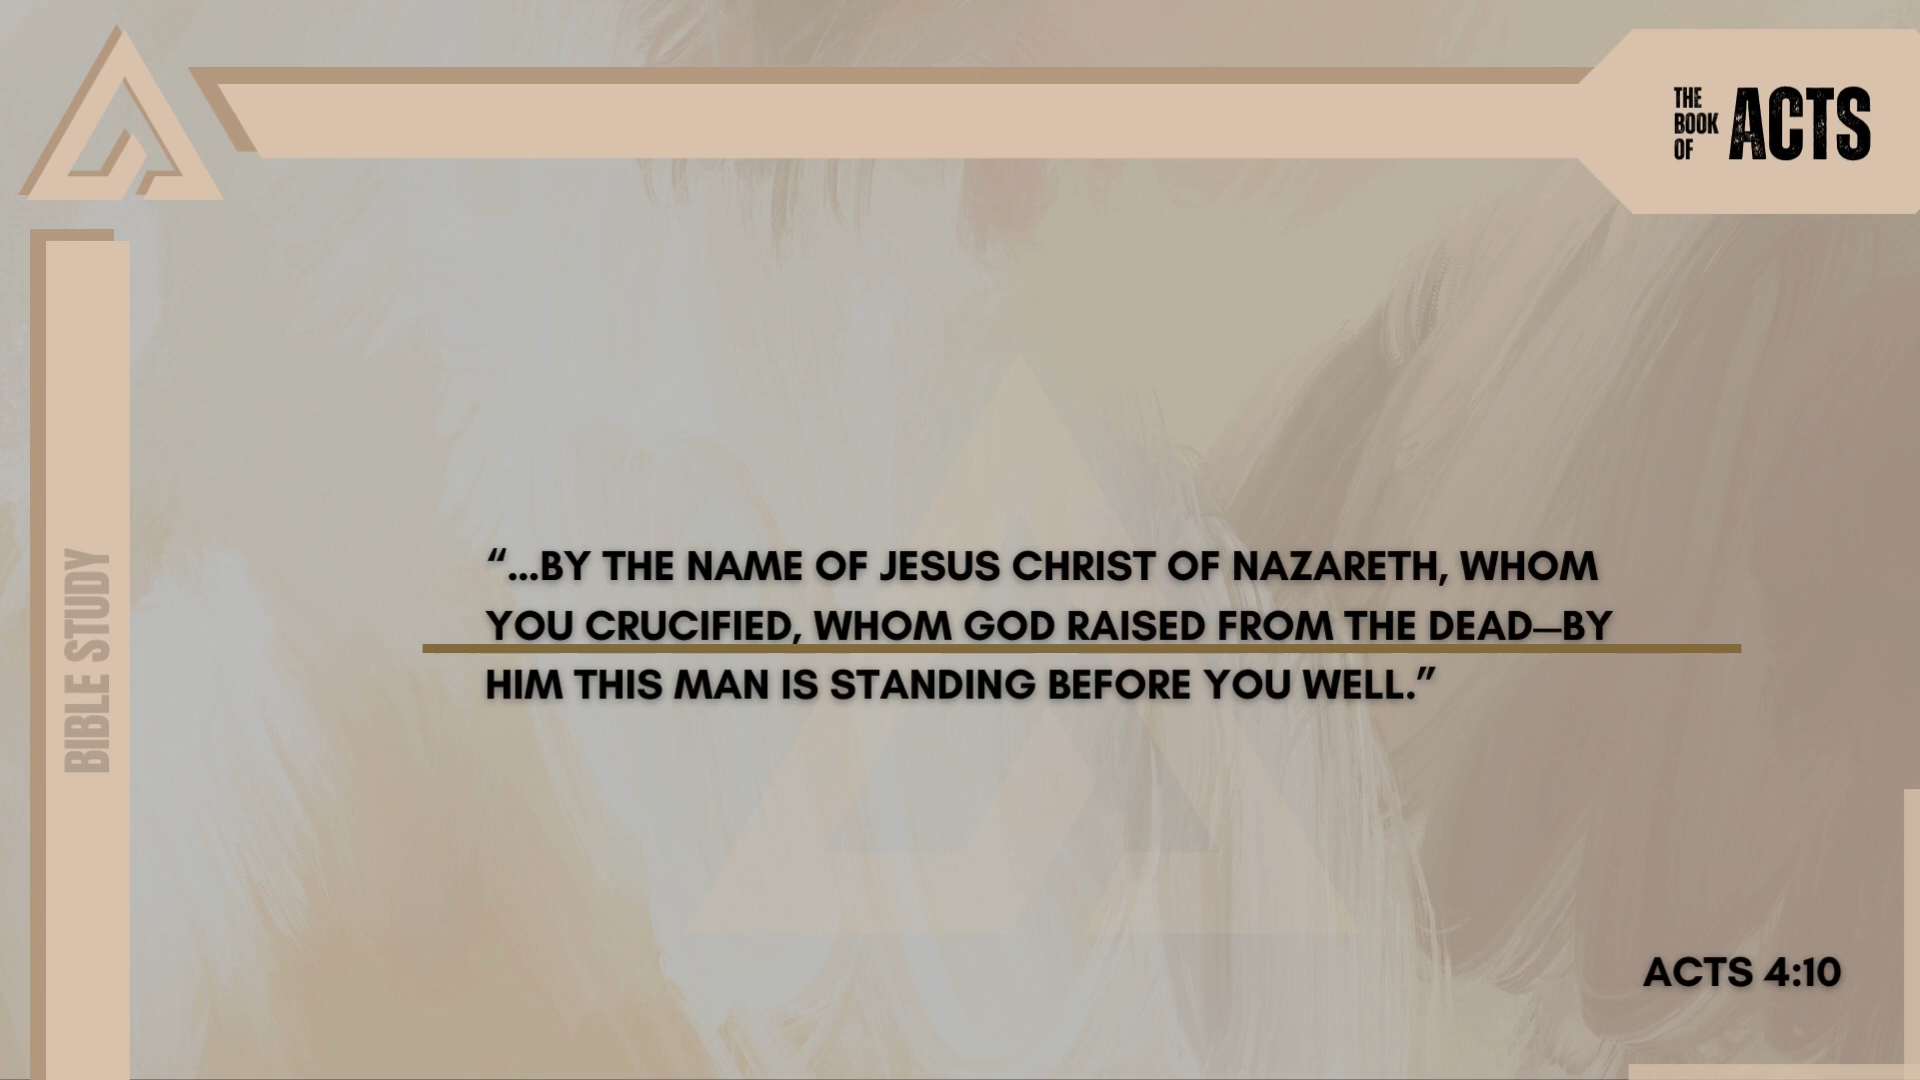 THE
BOOK
OF
ACTS
BIBLE STUDY
“...BY THE NAME OF JESUS CHRIST OF NAZARETH, WHOM
YOU CRUCIFIED, WHOM GOD RAISED FROM THE DEAD—BY
HIM THIS MAN IS STANDING BEFORE YOU WELL.”
ACTS 4:10